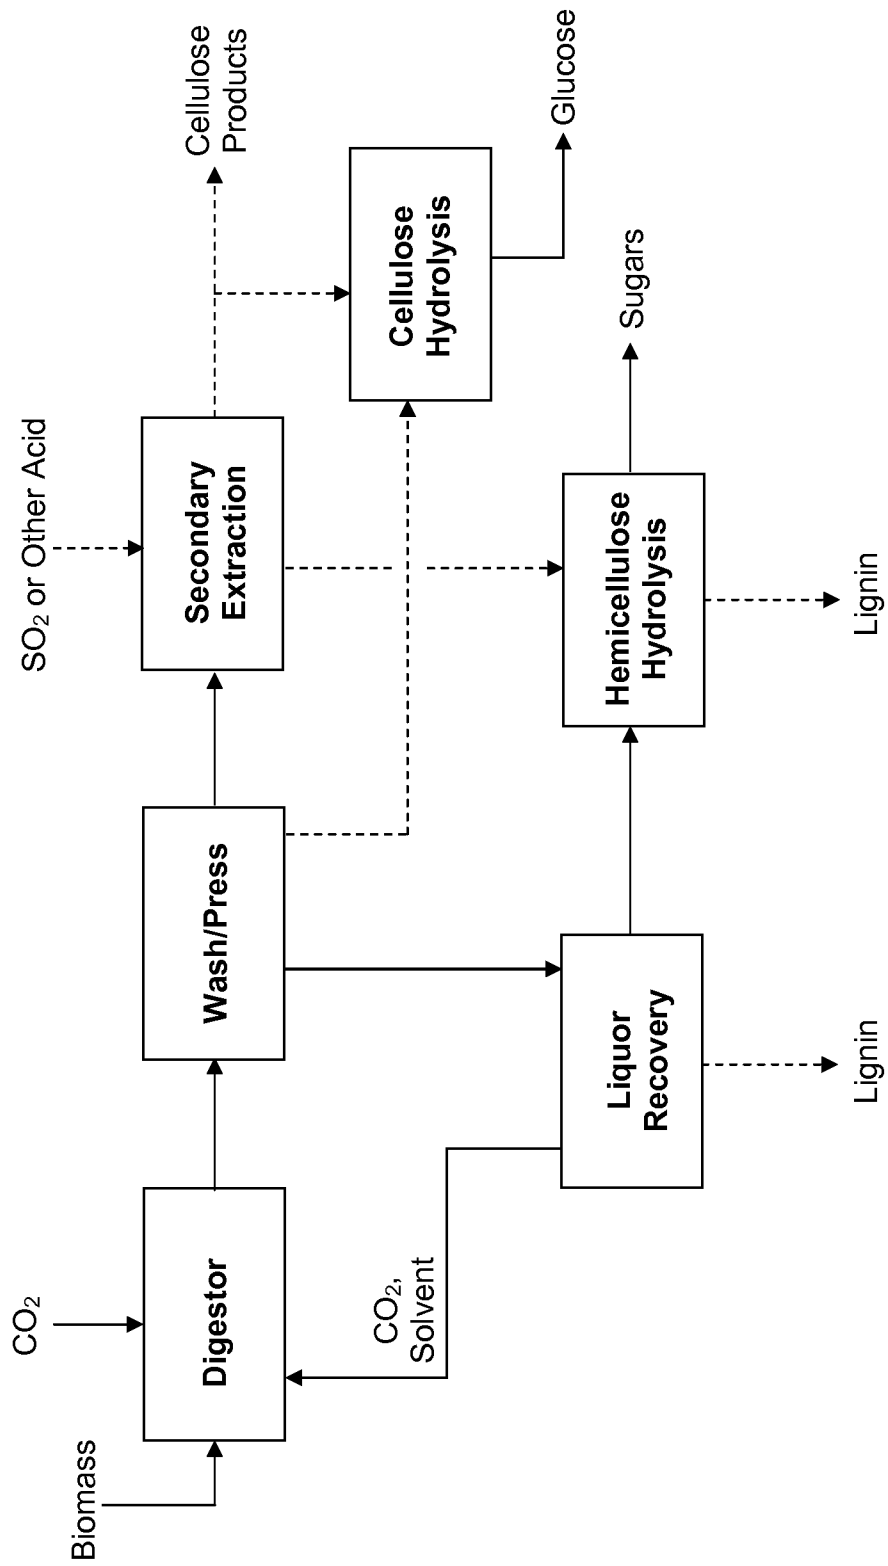 Biomass
CO₂
Digestor
CO₂,
Solvent
Wash/Press
Liquor
Recovery
Lignin
SO₂ or Other Acid
Secondary
Extraction
Hemicellulose
Hydrolysis
Lignin
Sugars
Cellulose
Hydrolysis
Cellulose
Products
Glucose